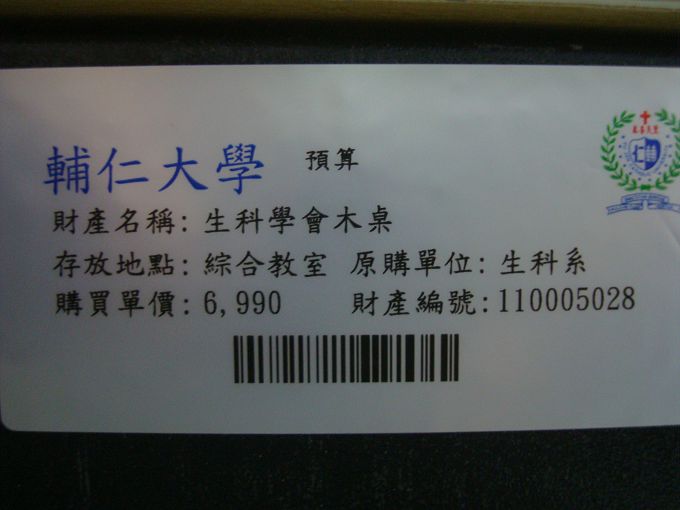 輔仁大學 預算
財產名稱: 生科學會木桌
存放地點: 綜合教室 原購單位: 生科系
購買單價: 6,990 財產編號: 110005028